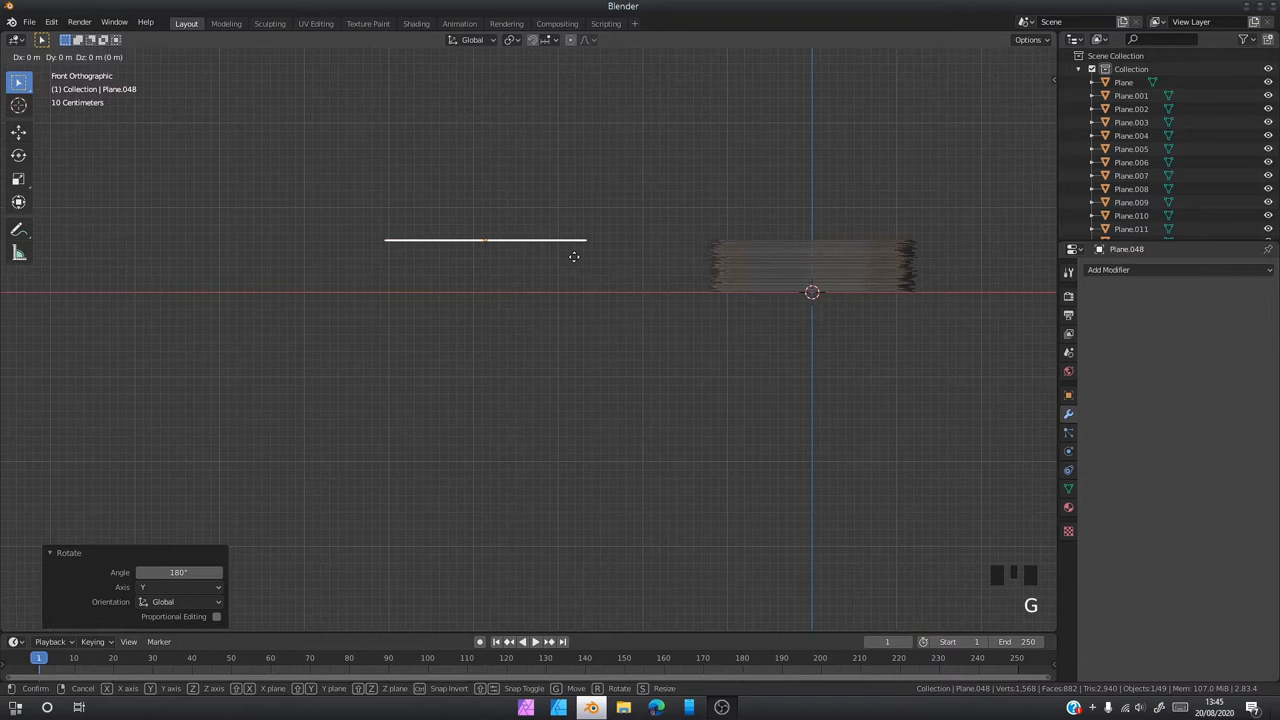 Blender
File Edit Render Window Help Layout Modeling Sculpting UV Editing Texture Paint Shading Animation Rendering Compositing Scripting + Scene View Layer
Global Options
Dx: 0 m Dy: 0 m Dz: 0 m (0 m)
Front Orthographic
(1) Collection | Plane.048
10 Centimeters
Scene Collection
Collection
Plane
Plane.001
Plane.002
Plane.003
Plane.004
Plane.005
Plane.006
Plane.007
Plane.008
Plane.009
Plane.010
Plane.011
Plane.048
Add Modifier
Rotate
Angle 180°
Axis Y
Orientation Global
Proportional Editing
G
Playback Keying View Marker 1 Start 1 End 250
1 10 20 30 40 50 60 70 80 90 100 110 120 130 140 150 160 170 180 190 200 210 220 230 240 250
Confirm Cancel X X axis Y Y axis Z Z axis X X plane Y Y plane Z Z plane Snap Invert Snap Toggle G Move R Rotate S Resize Collection | Plane.048 | Verts:1,568 | Faces:882 | Tris:2,940 | Objects:1/49 | Mem: 107.0 MiB | 2.83.4
13:45
20/08/2020